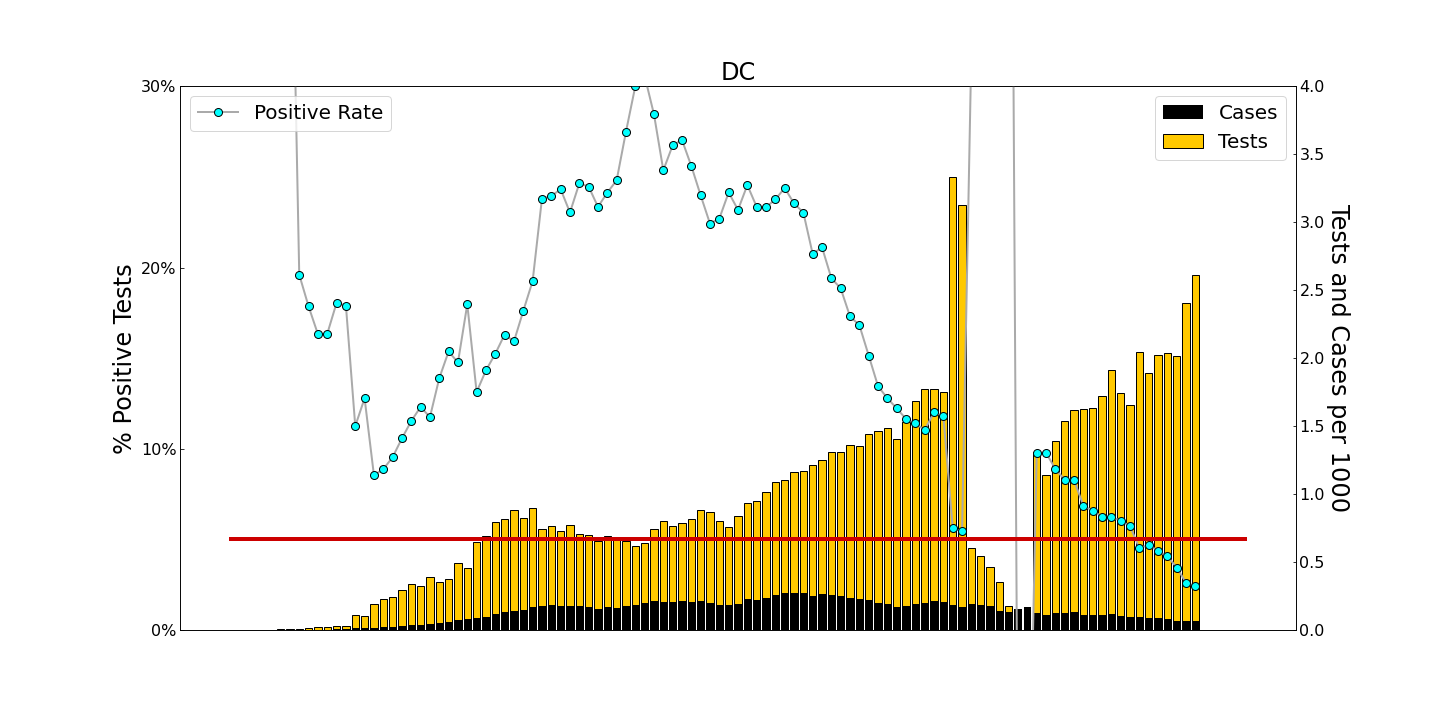 DC
30%
20%
10%
0%
% Positive Tests
Positive Rate
Cases
Tests
4.0
3.5
3.0
2.5
2.0
1.5
1.0
0.5
0.0
Tests and Cases per 1000